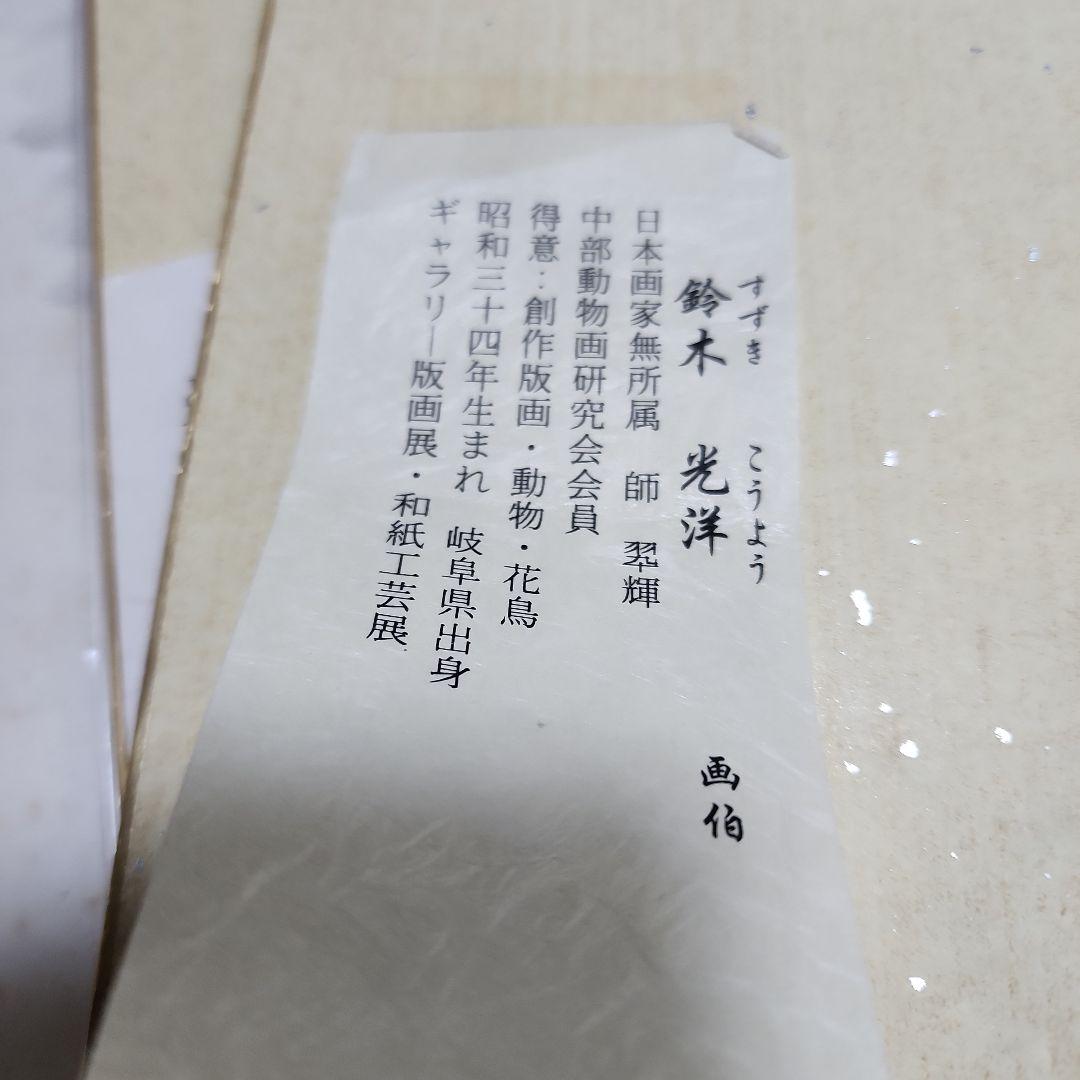 すずき　こうよう
鈴木　光洋　画伯
日本画家無所属　師　翆輝
中部動物画研究会会員
得意：創作版画・動物・花鳥
昭和三十四年生まれ　岐阜県出身
ギャラリー版画展・和紙工芸展